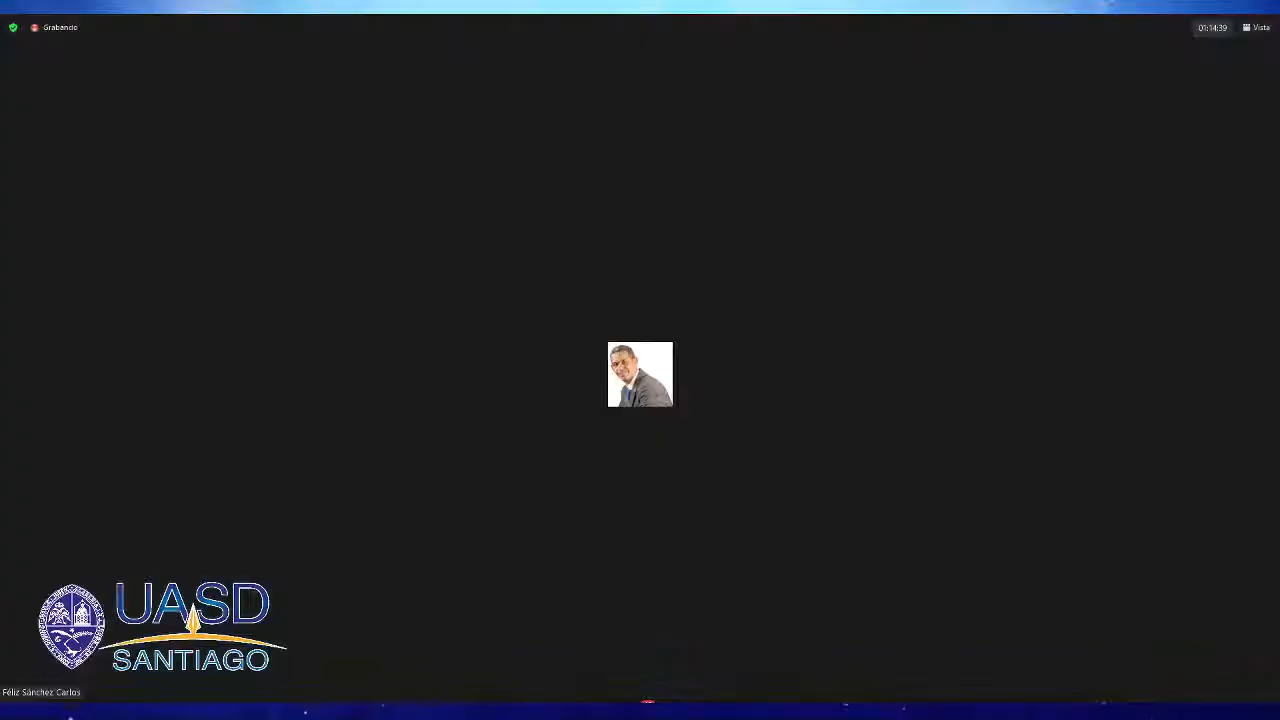 Grabando
01:14:39
Vista
UASD
SANTIAGO
Féliz Sánchez Carlos